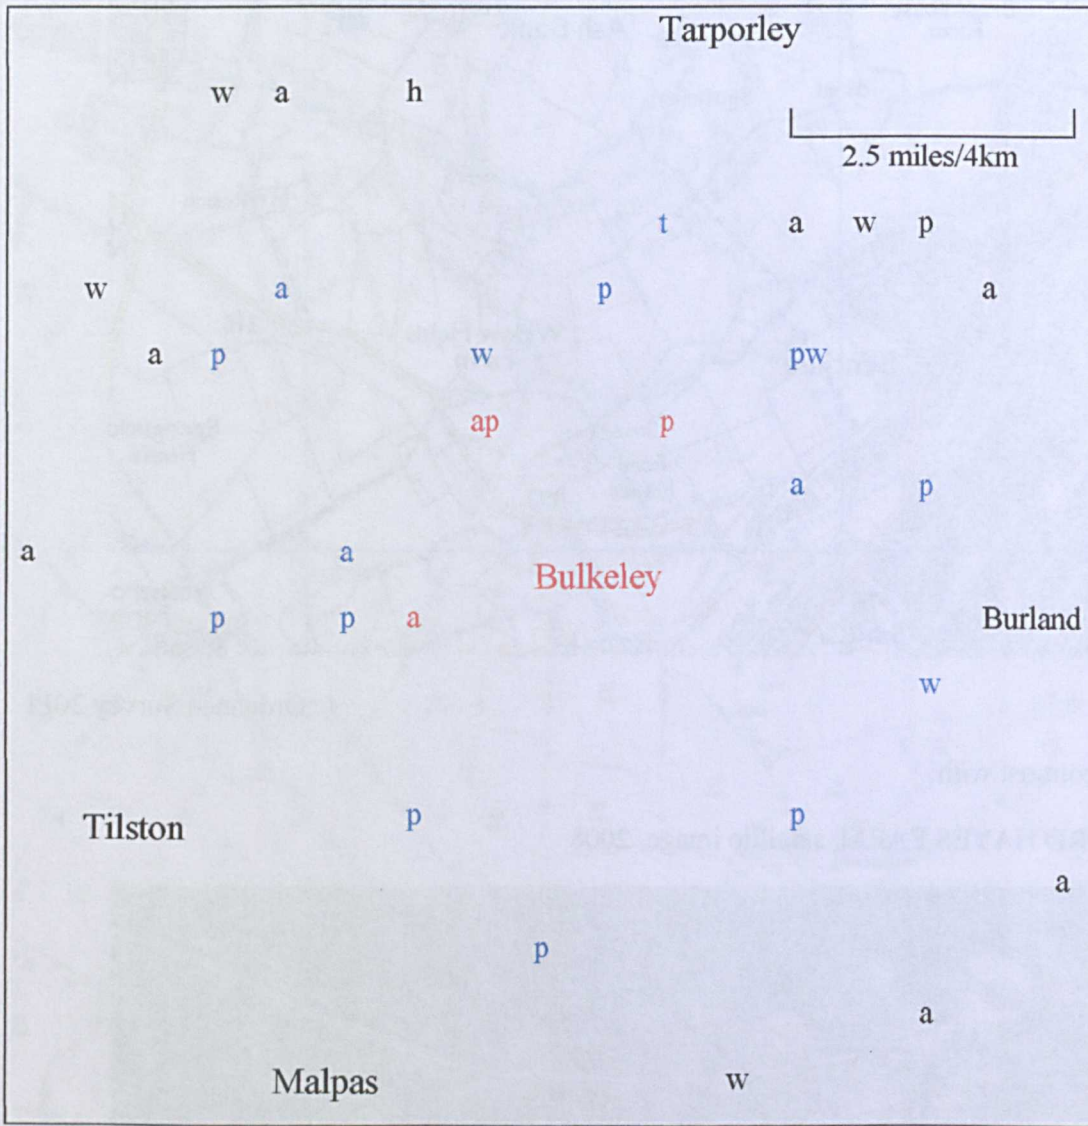 Tarporley
w a h
2.5 miles/4km
t a w p
w a p a
a p w pw
ap p
a p
a a
Bulkeley
p p a Burland
w
Tilston p p
a
p
a
Malpas w